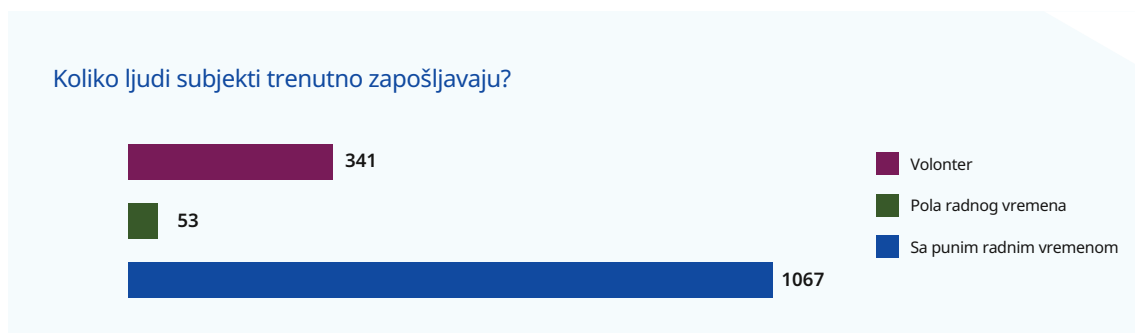 Koliko ljudi subjekti trenutno zapošljavaju?
341
53
1067
Volonter
Pola radnog vremena
Sa punim radnim vremenom